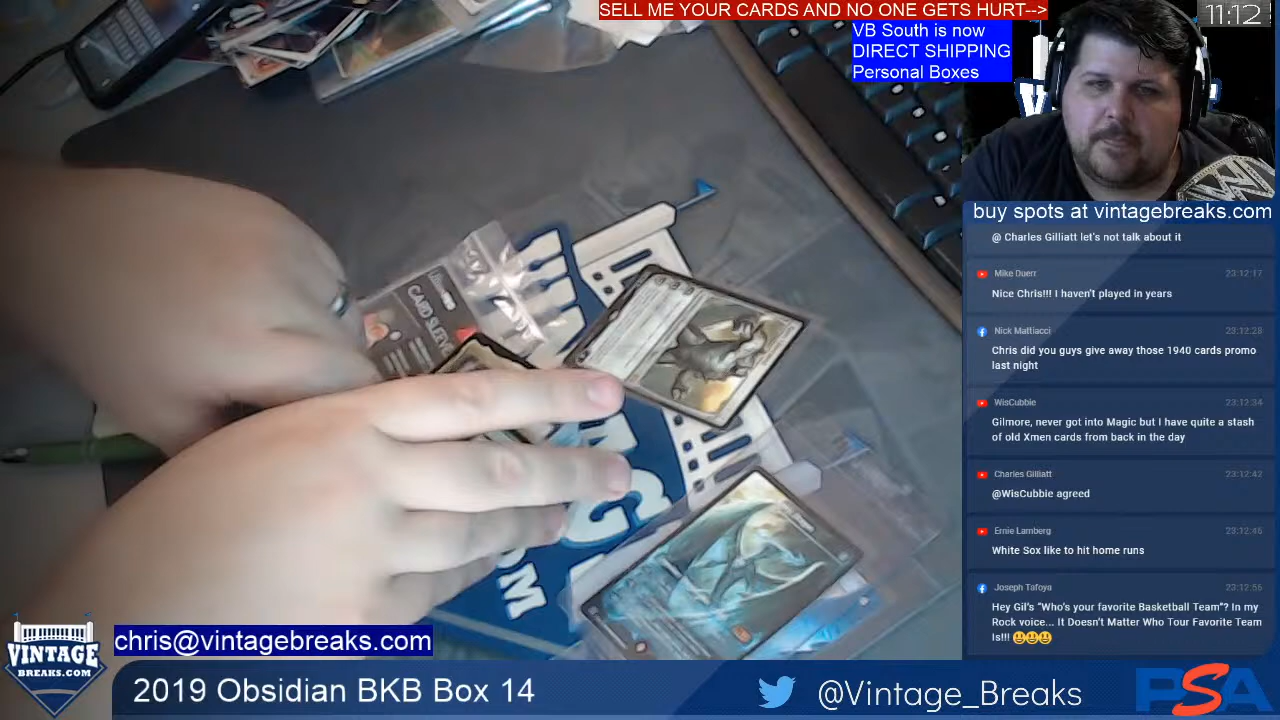 SELL ME YOUR CARDS AND NO ONE GETS HURT-->
11:12
VB South is now
DIRECT SHIPPING
Personal Boxes
buy spots at vintagebreaks.com
@ Charles Gilliatt let's not talk about it
Mike Duerr 23:12:17
Nice Chris!!! I haven't played in years
Nick Mattiacci 23:12:28
Chris did you guys give away those 1940 cards promo
last night
WisCubbie 23:12:34
Gilmore, never got into Magic but I have quite a stash
of old Xmen cards from back in the day
Charles Gilliatt 23:12:42
@WisCubbie agreed
Ernie Lamberg 23:12:46
White Sox like to hit home runs
Joseph Tafoya 23:12:56
Hey Gil's “Who's your favorite Basketball Team”? In my
Rock voice... It Doesn't Matter Who Tour Favorite Team
Is!!! 😃😃😃
CARD SLEEV
OM
VINTAGE
BREAKS.COM
chris@vintagebreaks.com
2019 Obsidian BKB Box 14
@Vintage_Breaks
PSA